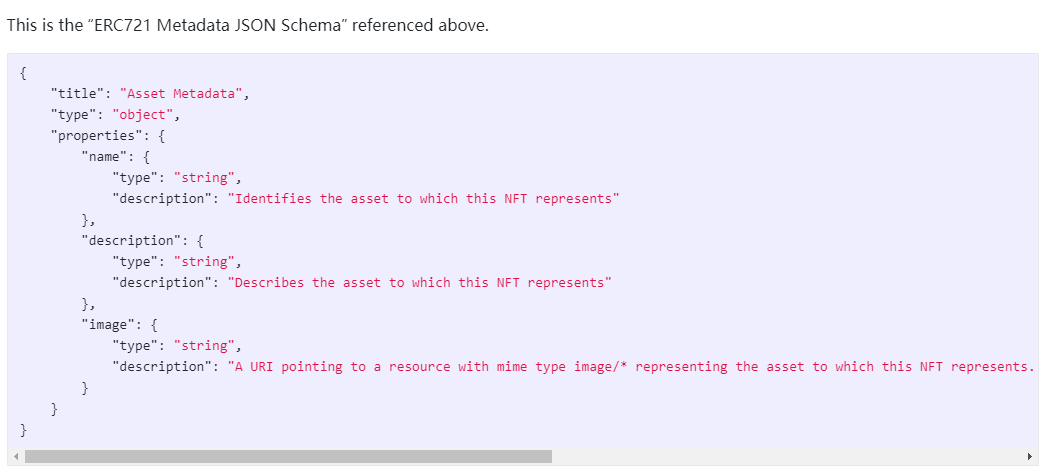 This is the “ERC721 Metadata JSON Schema” referenced above.
{
    "title": "Asset Metadata",
    "type": "object",
    "properties": {
        "name": {
            "type": "string",
            "description": "Identifies the asset to which this NFT represents"
        },
        "description": {
            "type": "string",
            "description": "Describes the asset to which this NFT represents"
        },
        "image": {
            "type": "string",
            "description": "A URI pointing to a resource with mime type image/* representing the asset to which this NFT represents.
        }
    }
}